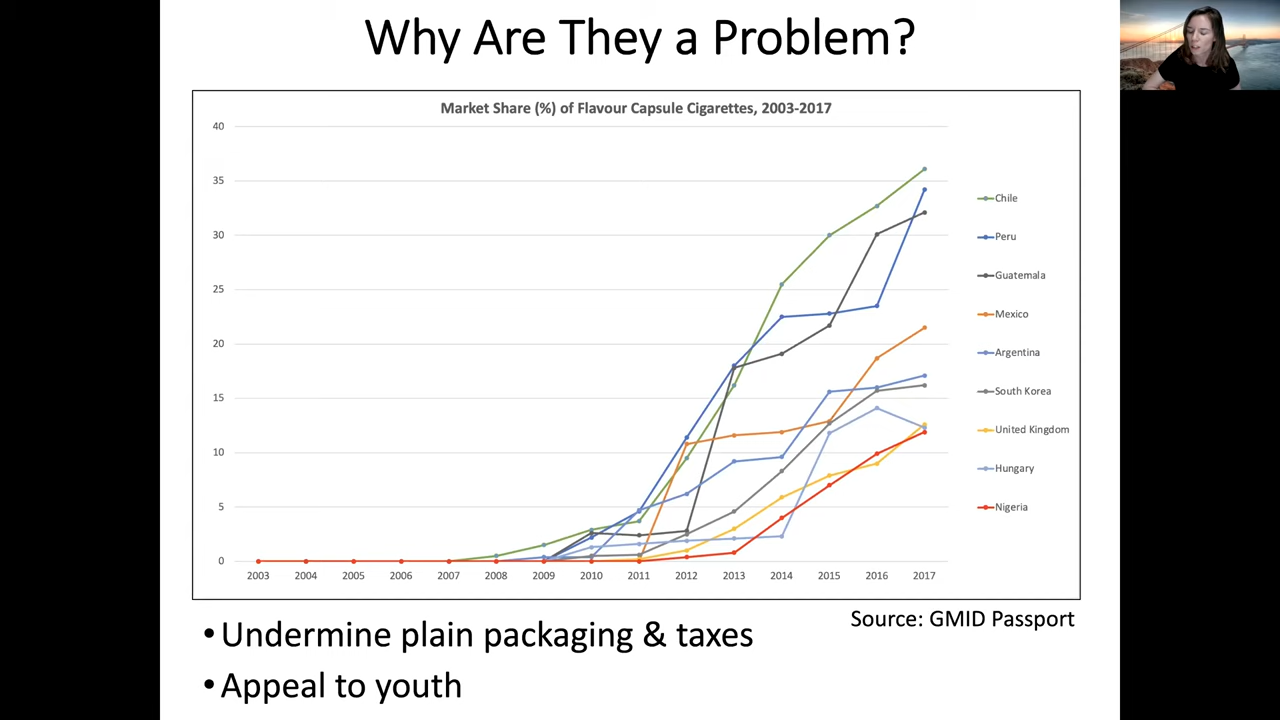 Why Are They a Problem?
Market Share (%) of Flavour Capsule Cigarettes, 2003-2017
40
35
30
25
20
15
10
5
0
2003 2004 2005 2006 2007 2008 2009 2010 2011 2012 2013 2014 2015 2016 2017
Chile
Peru
Guatemala
Mexico
Argentina
South Korea
United Kingdom
Hungary
Nigeria
Source: GMID Passport
• Undermine plain packaging & taxes
• Appeal to youth